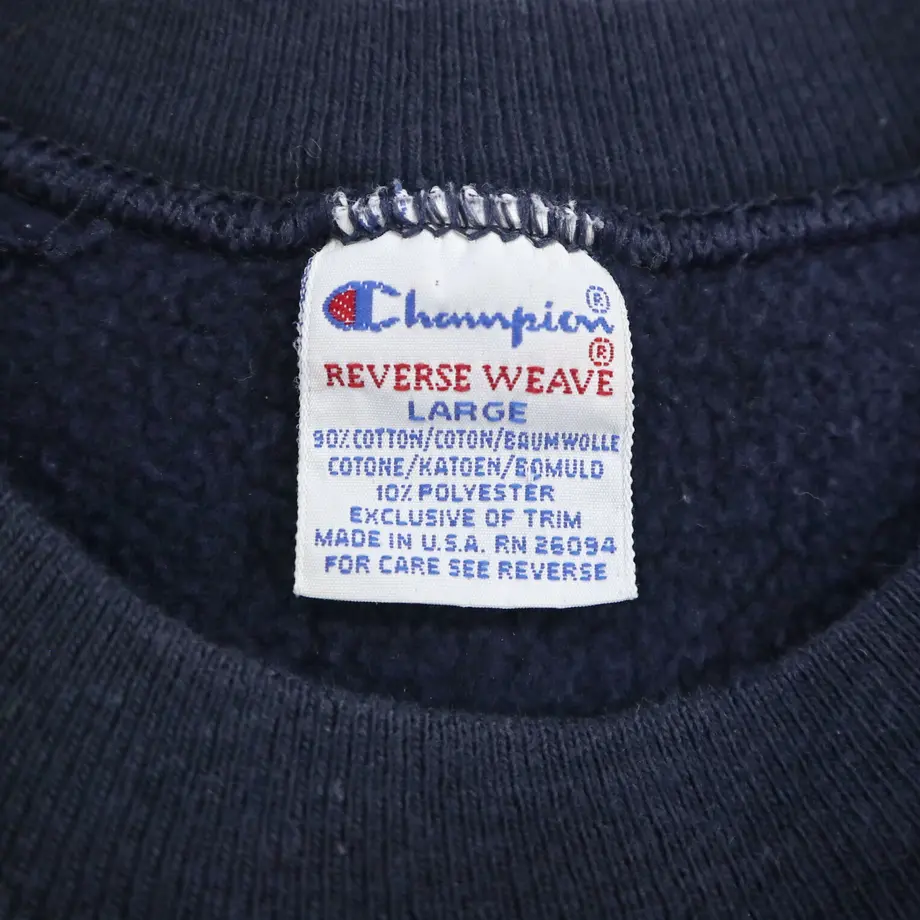 Champion®
REVERSE WEAVE®
LARGE
90% COTTON/COTON/BAUMWOLLE
COTONE/KATOEN/BOMULD
10% POLYESTER
EXCLUSIVE OF TRIM
MADE IN U.S.A. RN 26094
FOR CARE SEE REVERSE